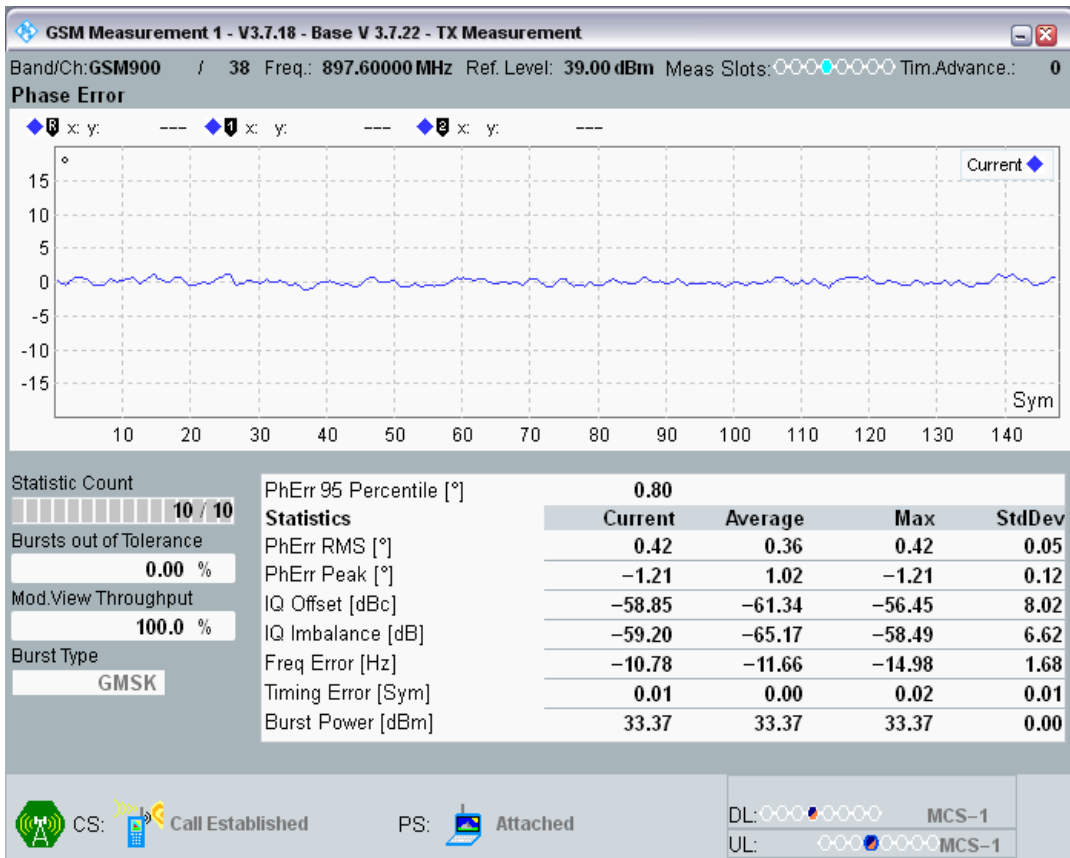 GSM Measurement 1 - V3.7.18 - Base V 3.7.22 - TX Measurement
Band/Ch:GSM900 / 38 Freq.: 897.60000 MHz Ref. Level: 39.00 dBm Meas Slots: Tim.Advance.: 0
Phase Error
R x: y: --- 1 x: y: --- 2 x: y: ---
°
Current
15
10
5
0
-5
-10
-15
Sym
10 20 30 40 50 60 70 80 90 100 110 120 130 140
Statistic Count
10 / 10
Bursts out of Tolerance
0.00 %
Mod.View Throughput
100.0 %
Burst Type
GMSK
PhErr 95 Percentile [°] 0.80
Statistics Current Average Max StdDev
PhErr RMS [°] 0.42 0.36 0.42 0.05
PhErr Peak [°] −1.21 1.02 −1.21 0.12
IQ Offset [dBc] −58.85 −61.34 −56.45 8.02
IQ Imbalance [dB] −59.20 −65.17 −58.49 6.62
Freq Error [Hz] −10.78 −11.66 −14.98 1.68
Timing Error [Sym] 0.01 0.00 0.02 0.01
Burst Power [dBm] 33.37 33.37 33.37 0.00
CS: Call Established PS: Attached
DL: MCS−1
UL: MCS−1